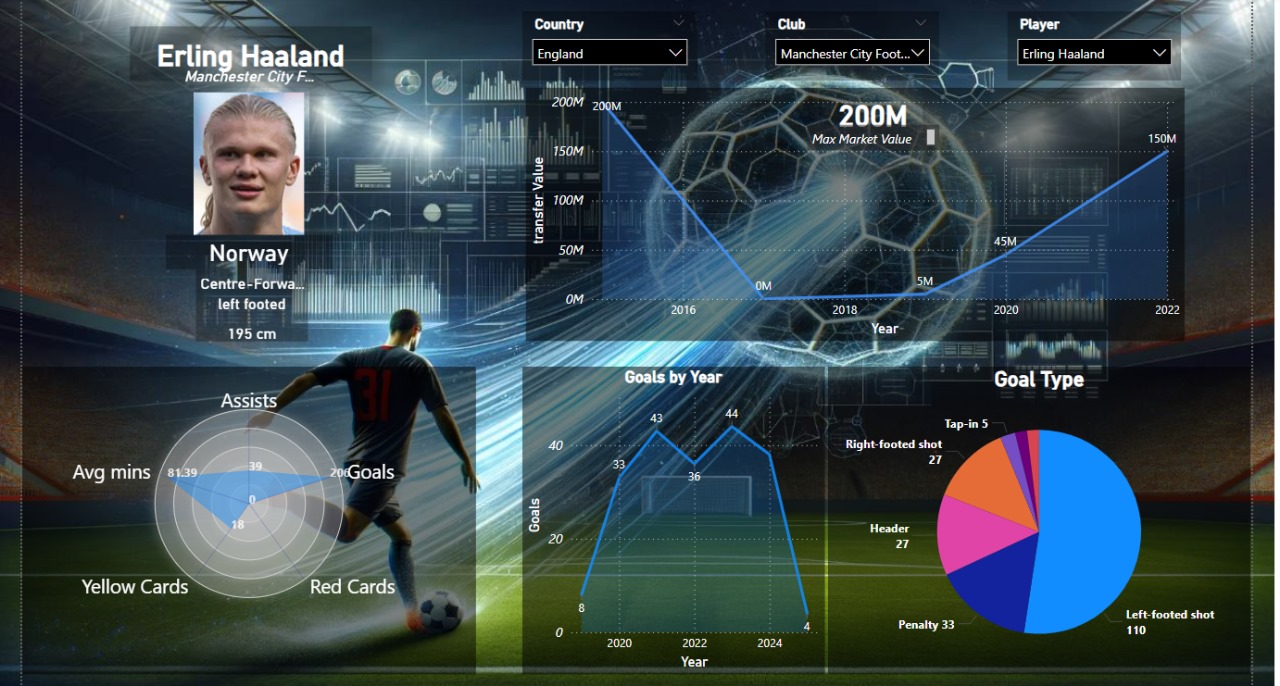 Erling Haaland
Manchester City F...
Norway
Centre-Forwa...
left footed
195 cm
Country
England
Club
Manchester City Foot...
Player
Erling Haaland
200M
Max Market Value
transfer Value
200M
150M
100M
50M
0M
200M
0M
5M
45M
150M
2016
2018
2020
2022
Year
31
Assists
Avg mins
81.39
39
206
Goals
0
18
Yellow Cards
Red Cards
Goals by Year
Goals
40
20
0
8
33
43
36
44
4
2020
2022
2024
Year
Goal Type
Tap-in 5
Right-footed shot
27
Header
27
Penalty 33
Left-footed shot
110